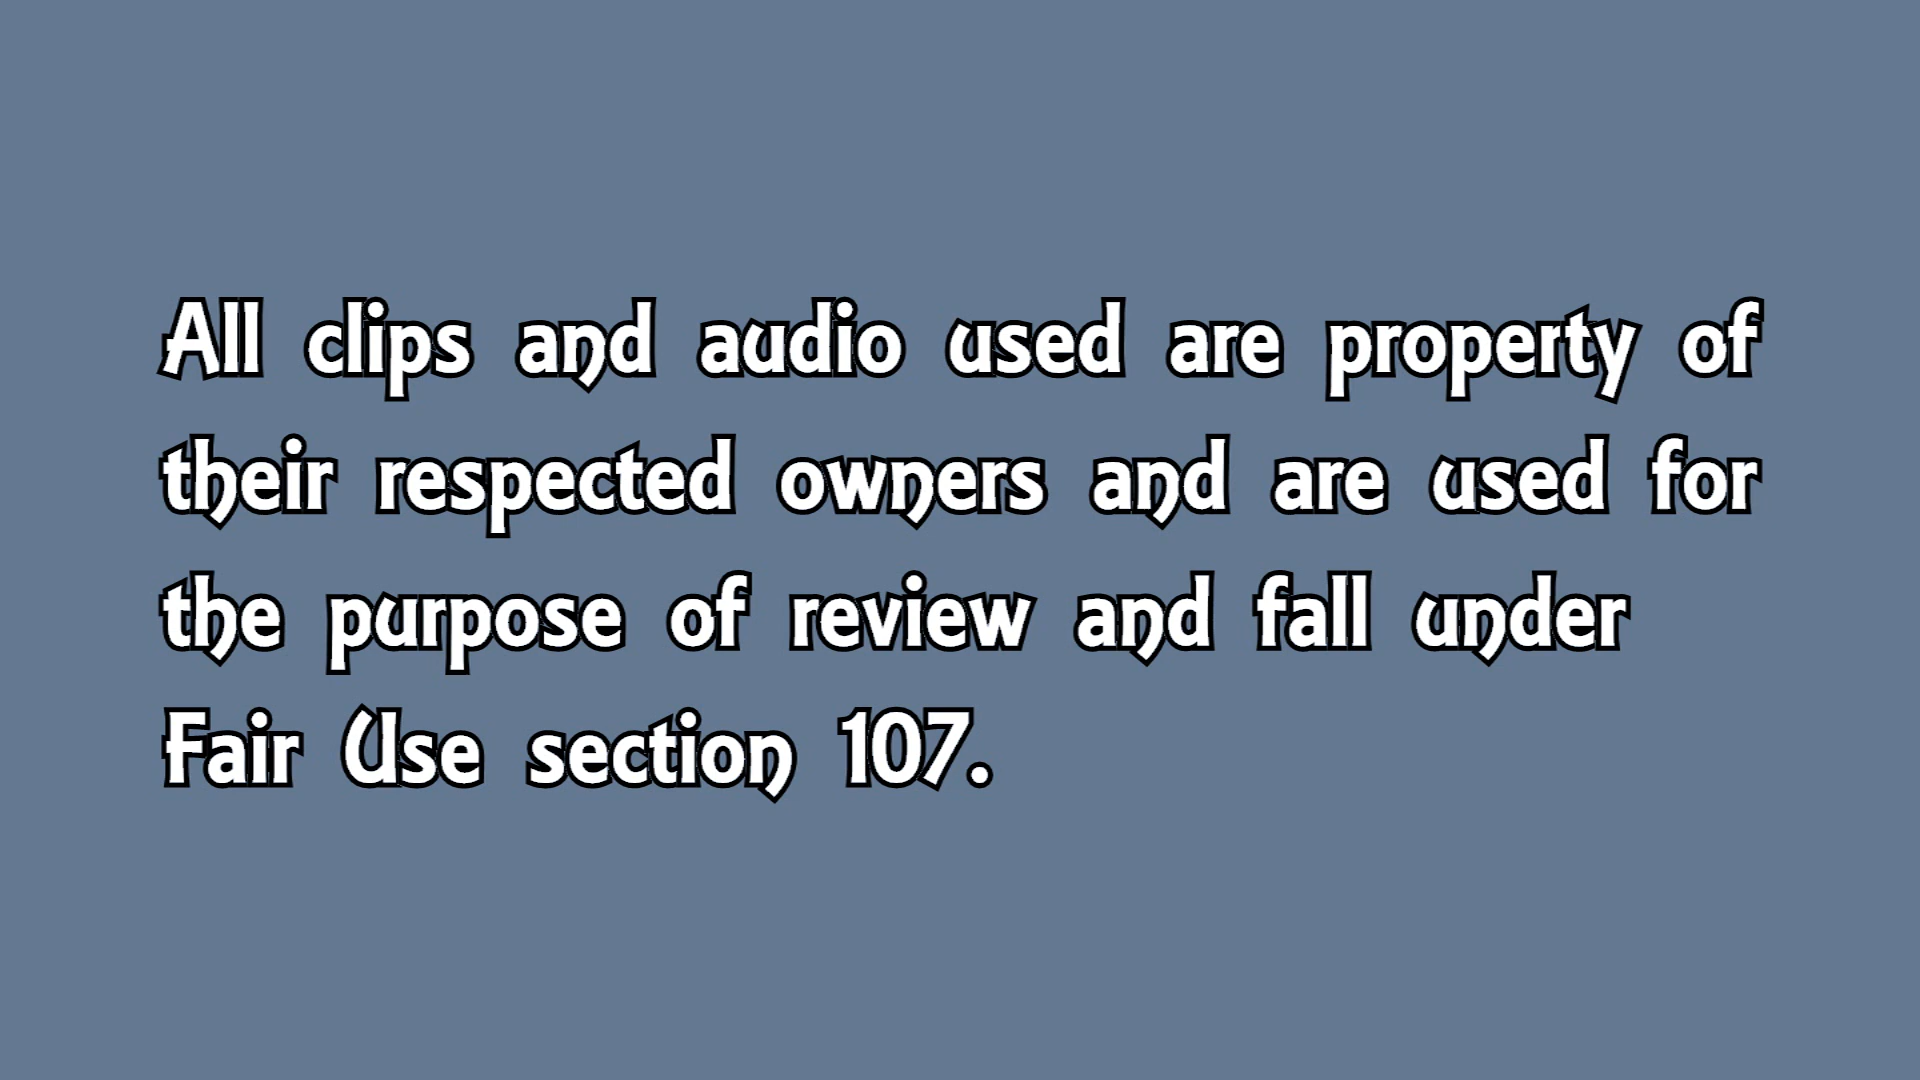 All clips and audio used are property of
their respected owners and are used for
the purpose of review and fall under
Fair Use section 107.